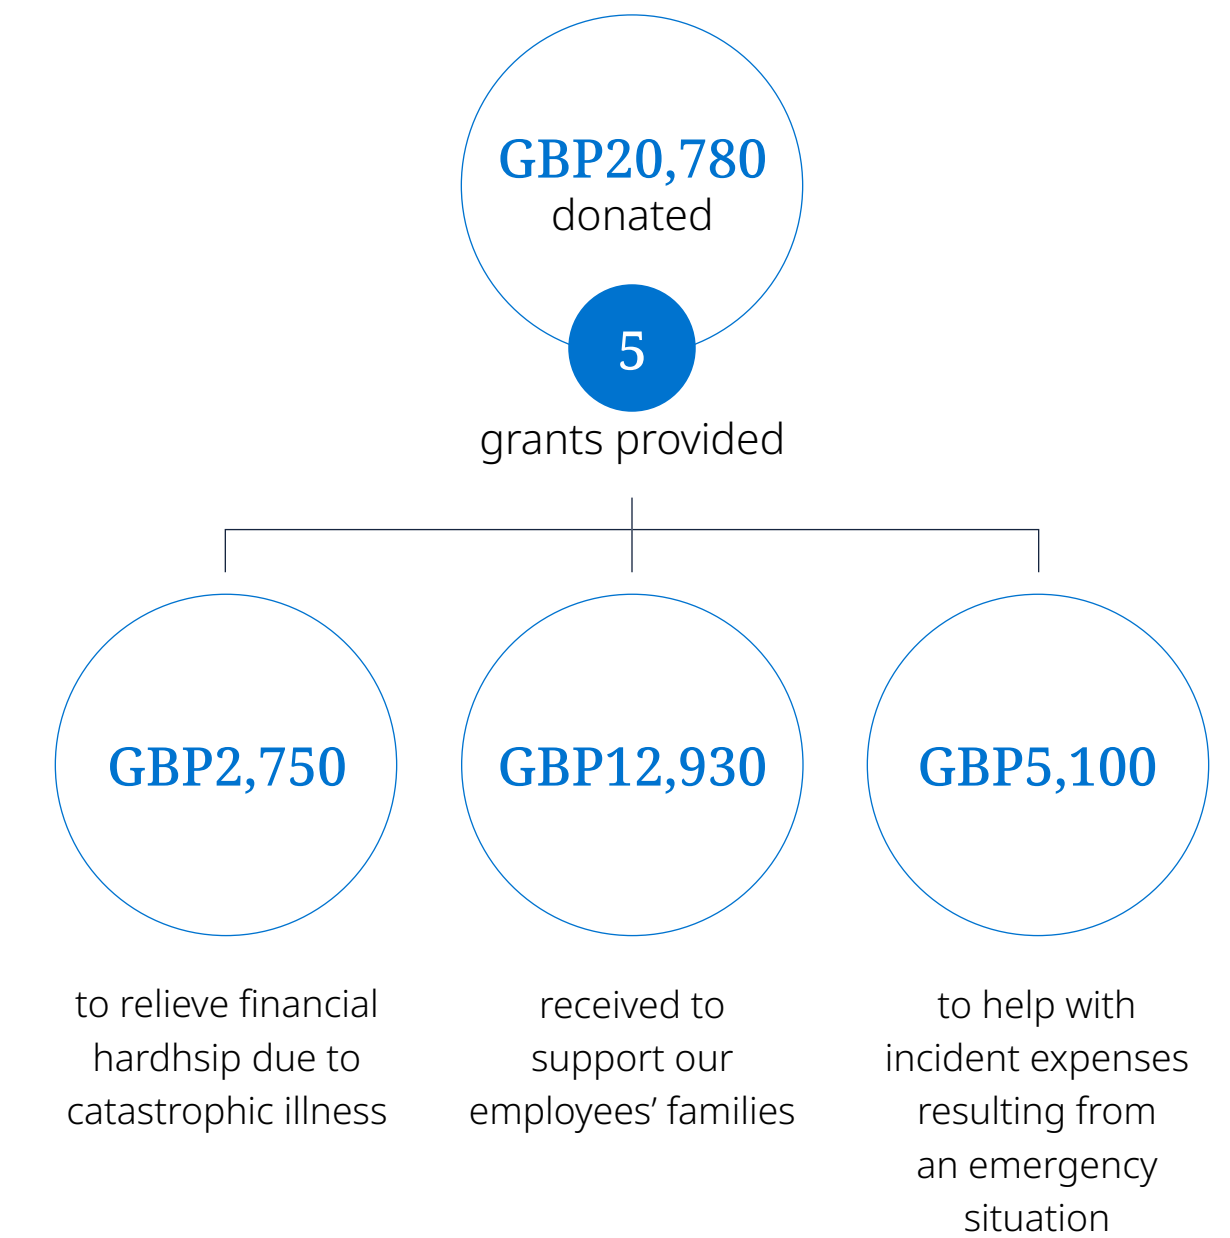 GBP20,780
donated
5
grants provided
GBP2,750
GBP12,930
GBP5,100
to relieve financial
hardhsip due to
catastrophic illness
received to
support our
employees’ families
to help with
incident expenses
resulting from
an emergency
situation